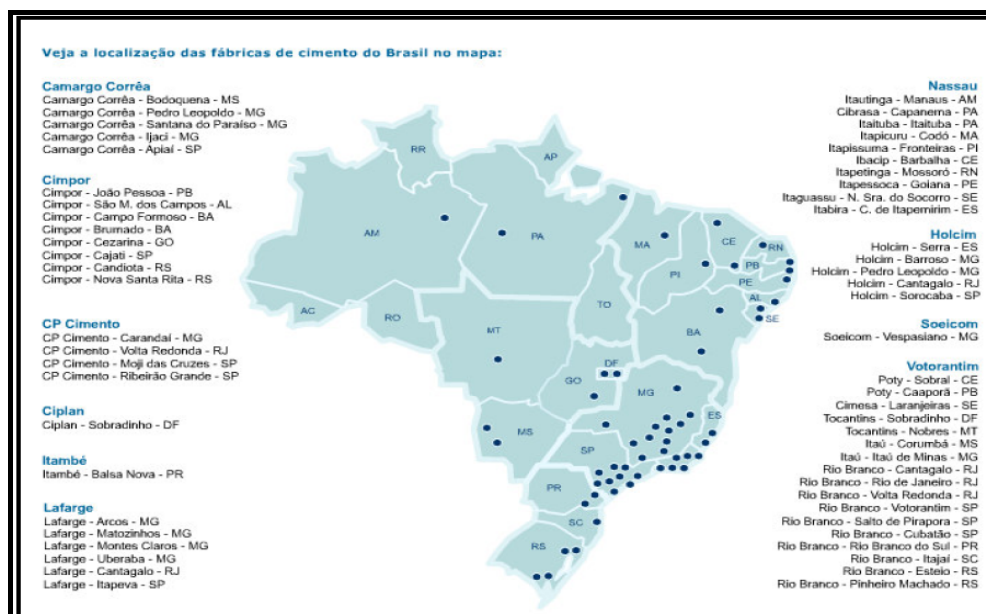 Veja a localização das fábricas de cimento do Brasil no mapa:
Camargo Corrêa
Camargo Corrêa - Bodoquena - MS
Camargo Corrêa - Pedro Leopoldo - MG
Camargo Corrêa - Santana do Paraíso - MG
Camargo Corrêa - Ijaci - MG
Camargo Corrêa - Apiaí - SP
Cimpor
Cimpor - João Pessoa - PB
Cimpor - São M. dos Campos - AL
Cimpor - Campo Formoso - BA
Cimpor - Brumado - BA
Cimpor - Cezarina - GO
Cimpor - Cajati - SP
Cimpor - Candiota - RS
Cimpor - Nova Santa Rita - RS
CP Cimento
CP Cimento - Carandaí - MG
CP Cimento - Volta Redonda - RJ
CP Cimento - Moji das Cruzes - SP
CP Cimento - Ribeirão Grande - SP
Ciplan
Ciplan - Sobradinho - DF
Itambé
Itambé - Balsa Nova - PR
Lafarge
Lafarge - Arcos - MG
Lafarge - Matozinhos - MG
Lafarge - Montes Claros - MG
Lafarge - Uberaba - MG
Lafarge - Cantagalo - RJ
Lafarge - Itapeva - SP
RR
AP
AM
PA
MA
CE
RN
PB
PE
PI
AL
SE
AC
RO
TO
MT
BA
DF
GO
MG
ES
MS
SP
PR
SC
RS
Nassau
Itautinga - Manaus - AM
Cibrasa - Capanema - PA
Itaituba - Itaituba - PA
Itapicuru - Codó - MA
Itapissuma - Fronteiras - PI
Ibacip - Barbalha - CE
Itapetinga - Mossoró - RN
Itapessoca - Goiana - PE
Itaguassu - N. Sra. do Socorro - SE
Itabira - C. de Itapemirim - ES
Holcim
Holcim - Serra - ES
Holcim - Barroso - MG
Holcim - Pedro Leopoldo - MG
Holcim - Cantagalo - RJ
Holcim - Sorocaba - SP
Soeicom
Soeicom - Vespasiano - MG
Votorantim
Poty - Sobral - CE
Poty - Caaporã - PB
Cimesa - Laranjeiras - SE
Tocantins - Sobradinho - DF
Tocantins - Nobres - MT
Itaú - Corumbá - MS
Itaú - Itaú de Minas - MG
Rio Branco - Cantagalo - RJ
Rio Branco - Rio de Janeiro - RJ
Rio Branco - Volta Redonda - RJ
Rio Branco - Votorantim - SP
Rio Branco - Salto de Pirapora - SP
Rio Branco - Cubatão - SP
Rio Branco - Rio Branco do Sul - PR
Rio Branco - Itajaí - SC
Rio Branco - Esteio - RS
Rio Branco - Pinheiro Machado - RS